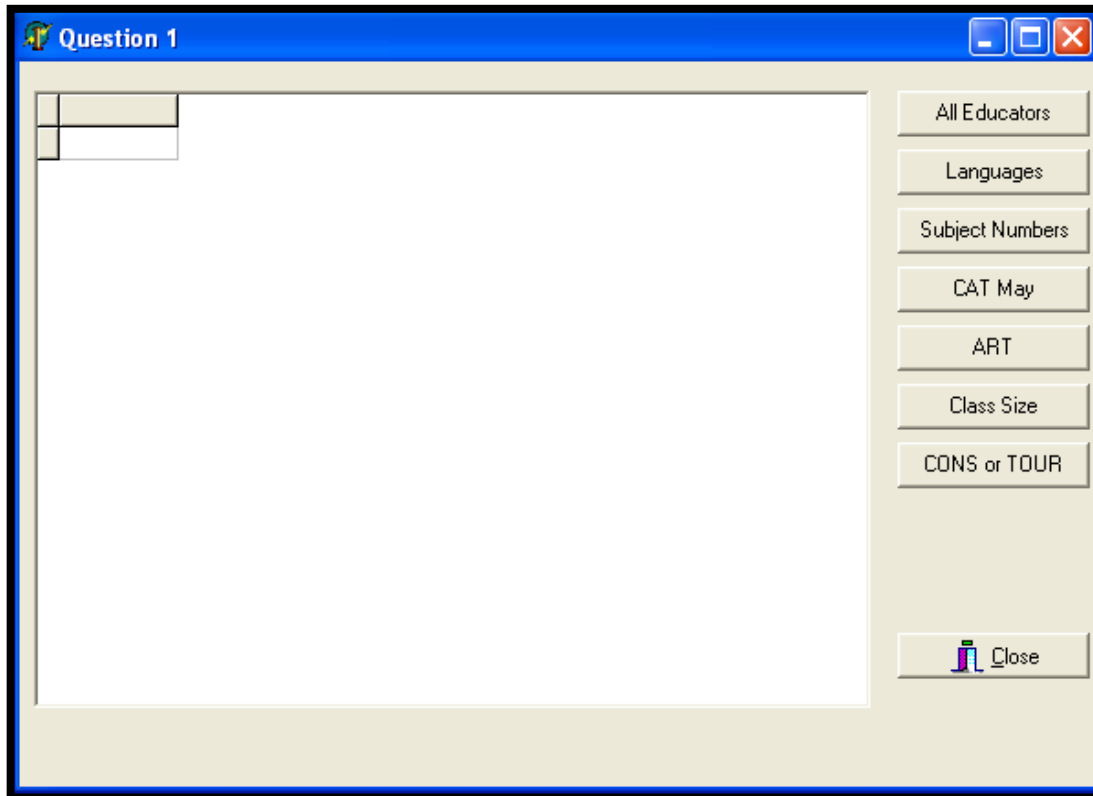 Question 1
All Educators
Languages
Subject Numbers
CAT May
ART
Class Size
CONS or TOUR
Close